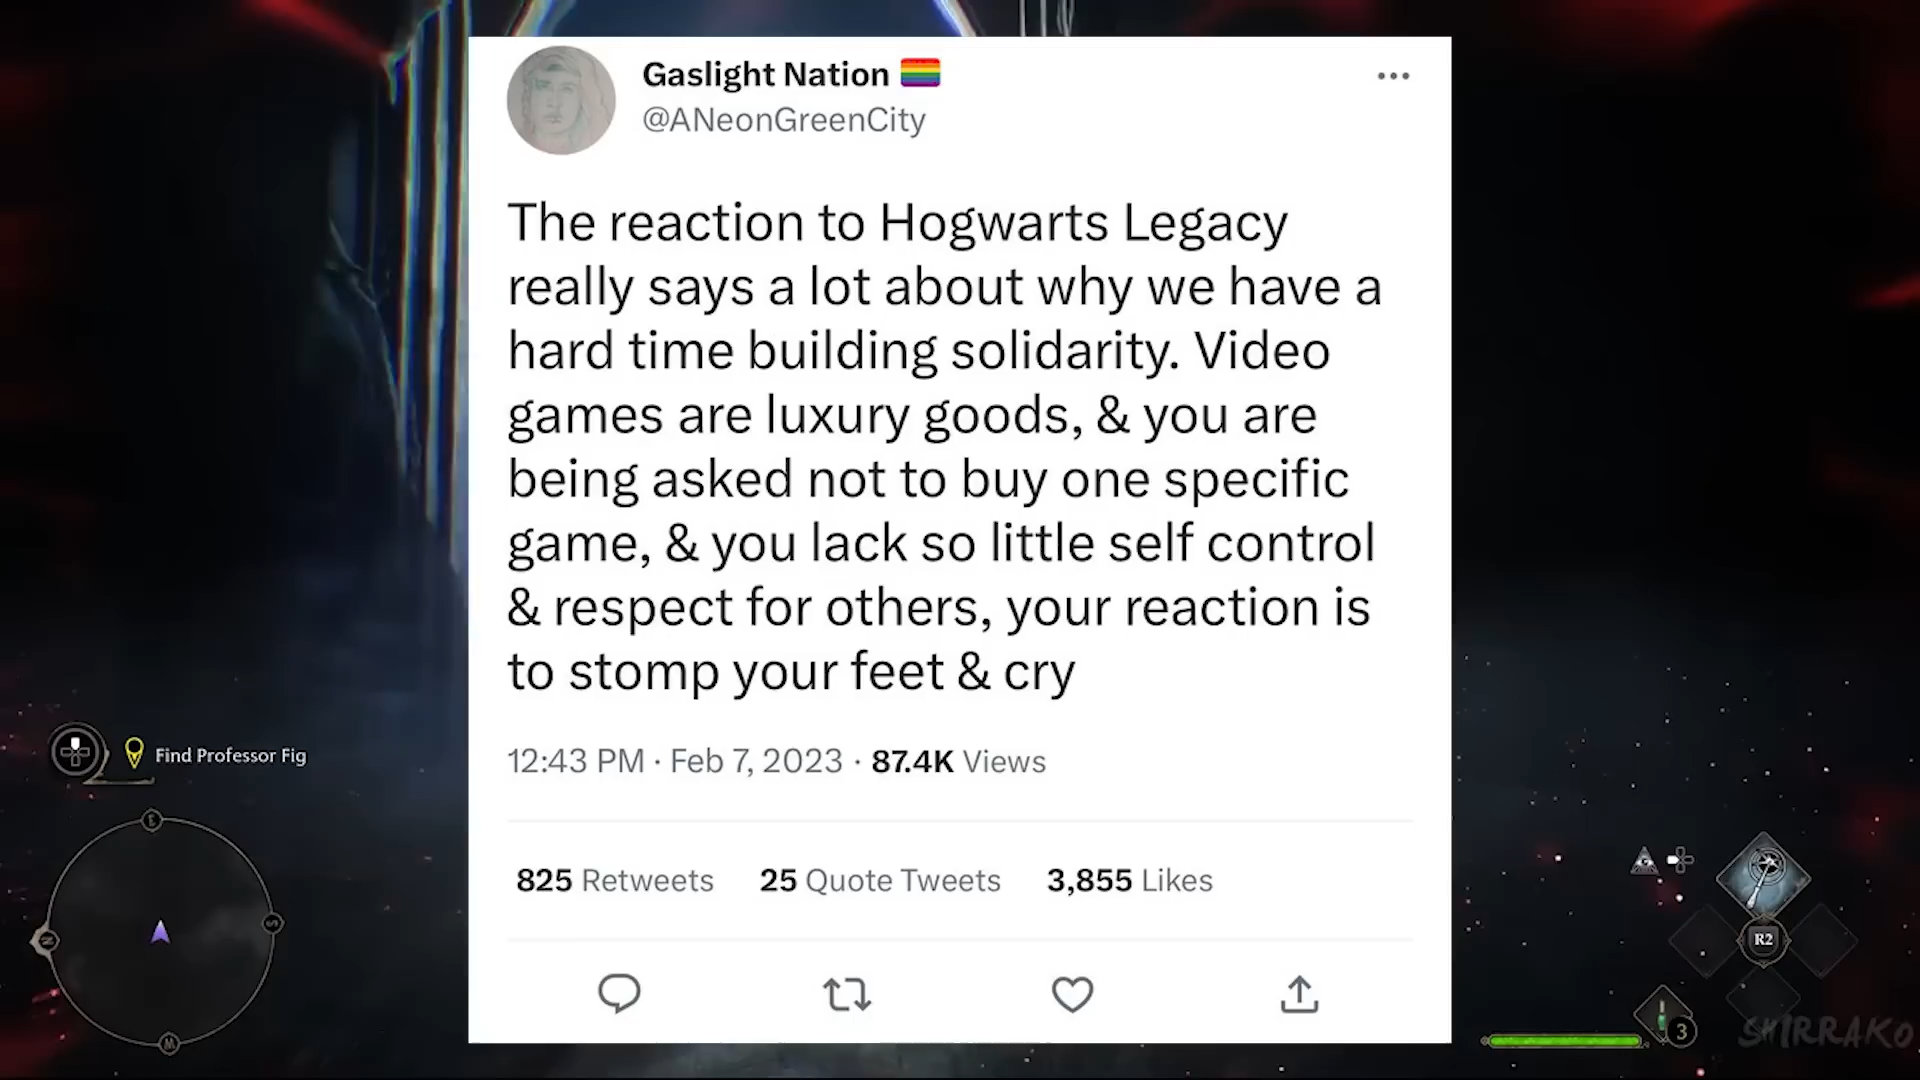 Gaslight Nation
@ANeonGreenCity
The reaction to Hogwarts Legacy
really says a lot about why we have a
hard time building solidarity. Video
games are luxury goods, & you are
being asked not to buy one specific
game, & you lack so little self control
& respect for others, your reaction is
to stomp your feet & cry
12:43 PM · Feb 7, 2023 · 87.4K Views
825 Retweets 25 Quote Tweets 3,855 Likes
Find Professor Fig
N
S
W
R2
3
SHIRRAKO